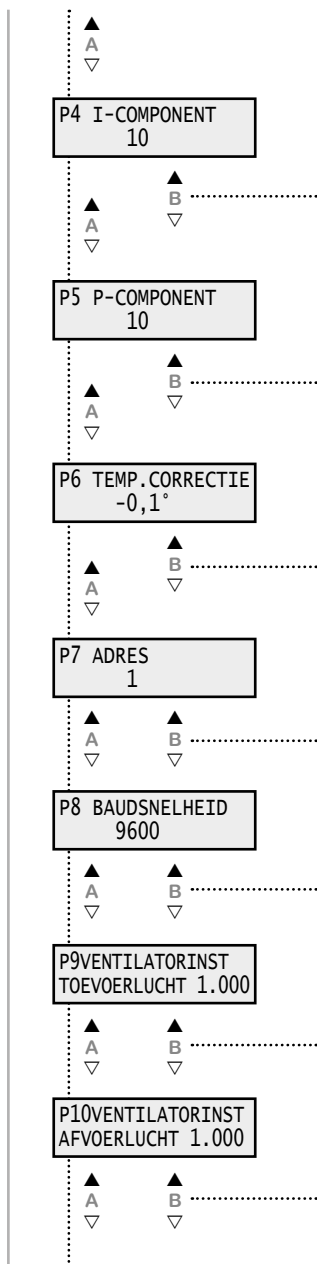 ▲
A
▽
P4 I-COMPONENT
10
▲
B
▽
▲
A
▽
P5 P-COMPONENT
10
▲
B
▽
▲
A
▽
P6 TEMP.CORRECTIE
-0,1°
▲
B
▽
▲
A
▽
P7 ADRES
1
▲ ▲
A B
▽ ▽
P8 BAUDSNELHEID
9600
▲ ▲
A B
▽ ▽
P9VENTILATORINST
TOEVOERLUCHT 1.000
▲ ▲
A B
▽ ▽
P10VENTILATORINST
AFVOERLUCHT 1.000
▲ ▲
A B
▽ ▽